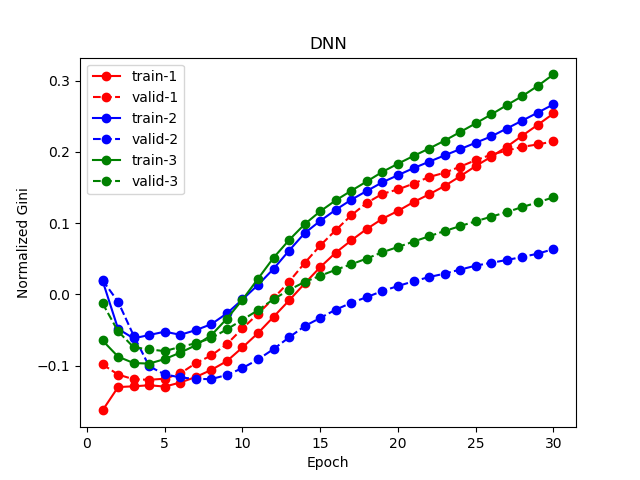 DNN
train-1
valid-1
train-2
valid-2
train-3
valid-3
Normalized Gini
0.3
0.2
0.1
0.0
−0.1
0 5 10 15 20 25 30
Epoch